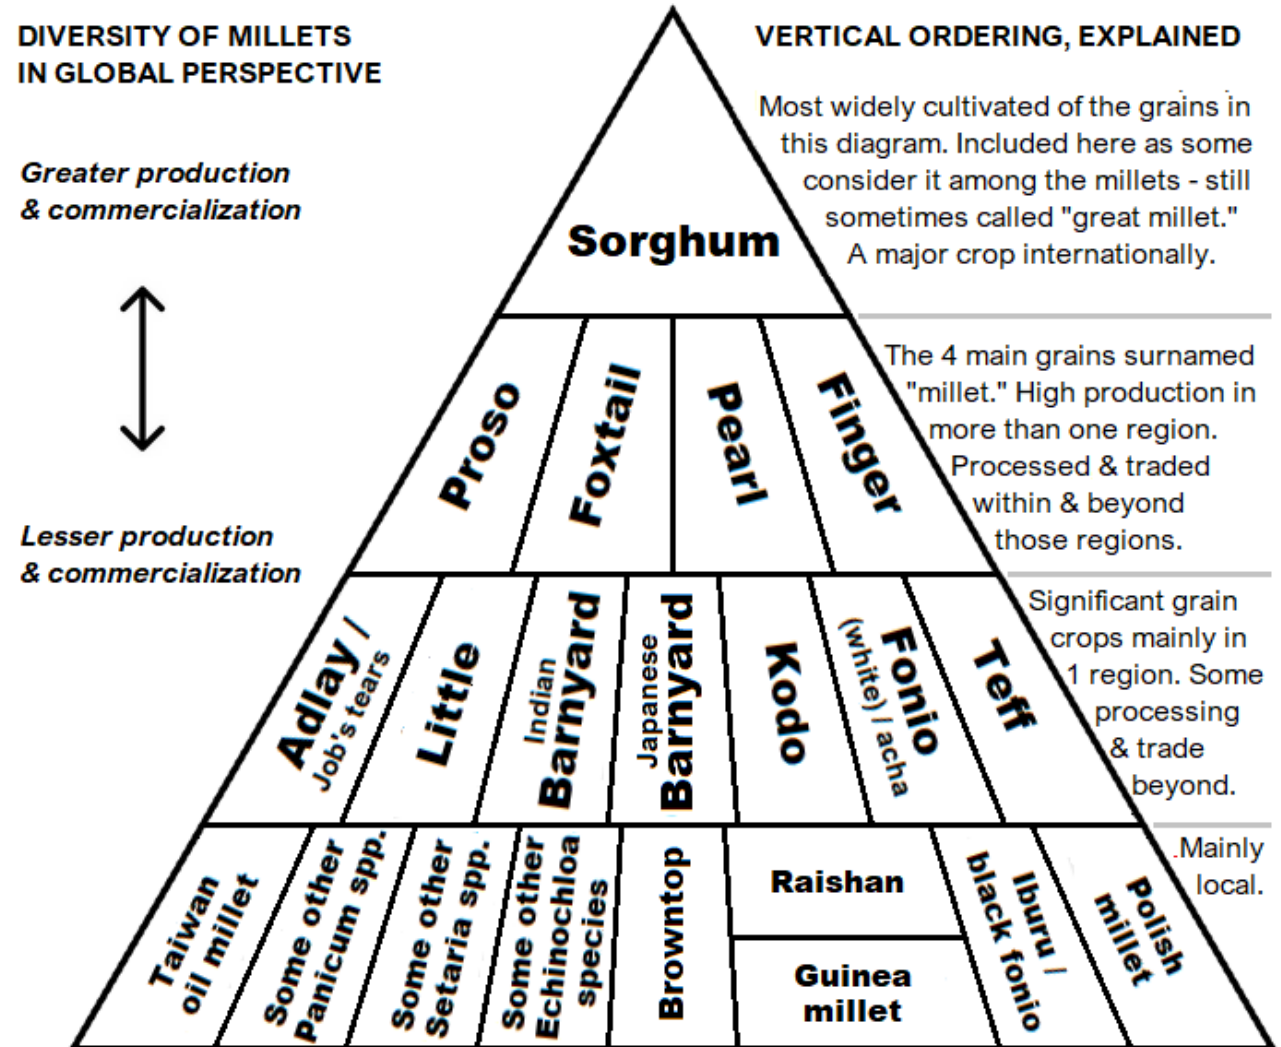 DIVERSITY OF MILLETS
IN GLOBAL PERSPECTIVE
Greater production
& commercialization
Lesser production
& commercialization
VERTICAL ORDERING, EXPLAINED
Most widely cultivated of the grains in
this diagram. Included here as some
consider it among the millets - still
sometimes called "great millet."
A major crop internationally.
Sorghum
The 4 main grains surnamed
"millet." High production in
more than one region.
Processed & traded
within & beyond
those regions.
Proso
Foxtail
Pearl
Finger
Significant grain
crops mainly in
1 region. Some
processing
& trade
beyond.
Adlay /
Job's tears
Little
Indian
Barnyard
Japanese
Barnyard
Kodo
Fonio
(white) / acha
Teff
Mainly
local.
Taiwan
oil millet
Some other
Panicum spp.
Some other
Setaria spp.
Some other
Echinochloa
species
Browntop
Raishan
Guinea
millet
Iburu /
black fonio
Polish
millet